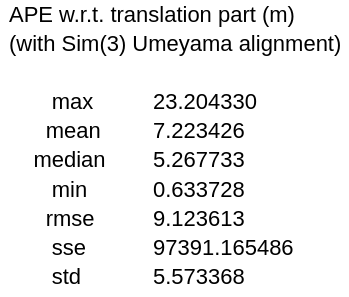 APE w.r.t. translation part (m)
(with Sim(3) Umeyama alignment)
max 23.204330
mean 7.223426
median 5.267733
min 0.633728
rmse 9.123613
sse 97391.165486
std 5.573368